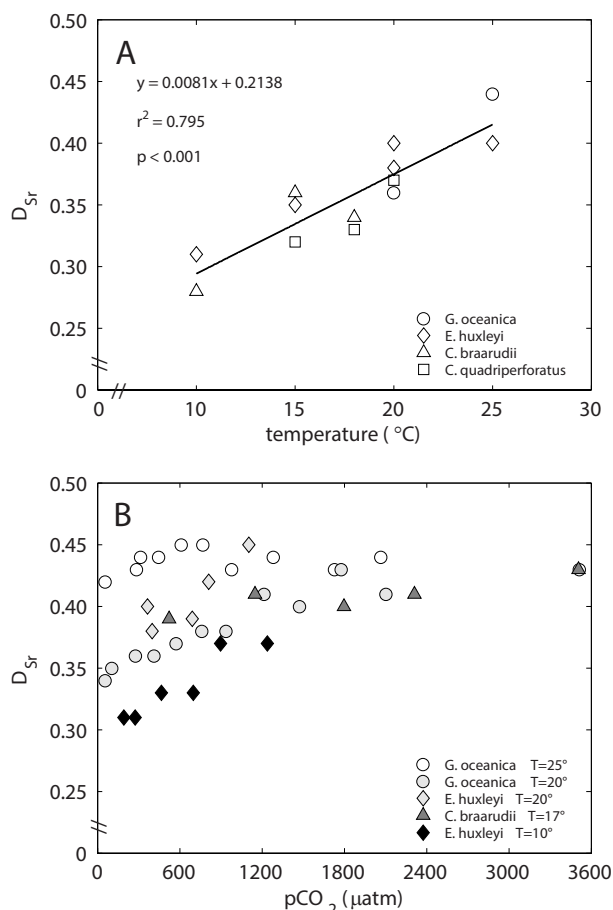 0.50
A
y = 0.0081x + 0.2138
0.45
r² = 0.795
0.40
p < 0.001
D_Sr
0.35
0.30
0.25
G. oceanica
E. huxleyi
C. braarudii
C. quadriperforatus
0
0 10 15 20 25 30
temperature ( °C)
0.50
B
0.45
0.40
D_Sr
0.35
0.30
0.25
G. oceanica T=25°
G. oceanica T=20°
E. huxleyi T=20°
C. braarudii T=17°
E. huxleyi T=10°
0
0 600 1200 1800 2400 3000 3600
pCO₂ (µatm)